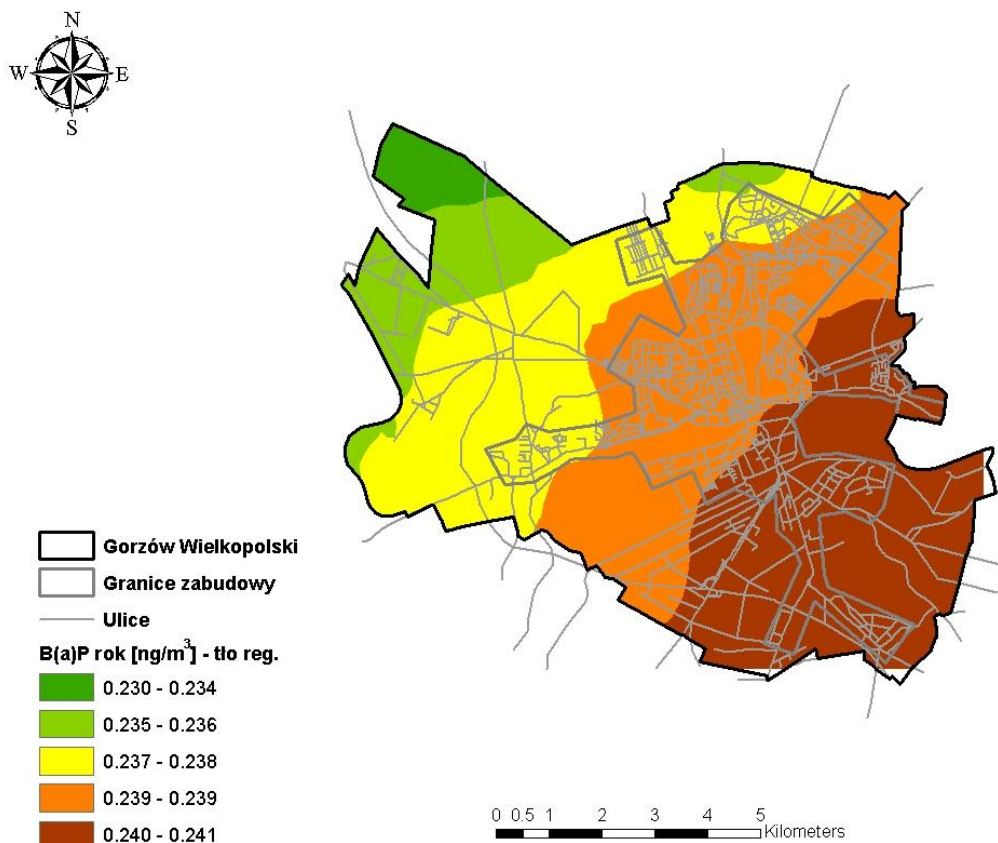 N
W E
S
Gorzów Wielkopolski
Granice zabudowy
Ulice
B(a)P rok [ng/m³] - tło reg.
0.230 - 0.234
0.235 - 0.236
0.237 - 0.238
0.239 - 0.239
0.240 - 0.241
0 0.5 1 2 3 4 5
Kilometers